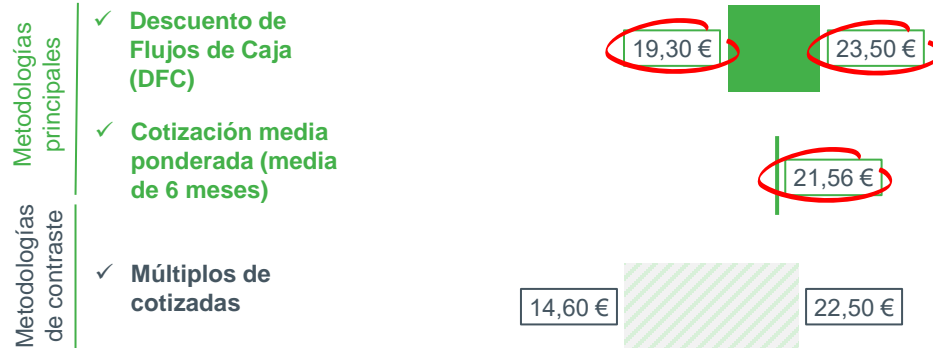 Metodologías
principales
✓ Descuento de
Flujos de Caja
(DFC)
19,30 €
23,50 €
✓ Cotización media
ponderada (media
de 6 meses)
21,56 €
Metodologías
de contraste
✓ Múltiplos de
cotizadas
14,60 €
22,50 €